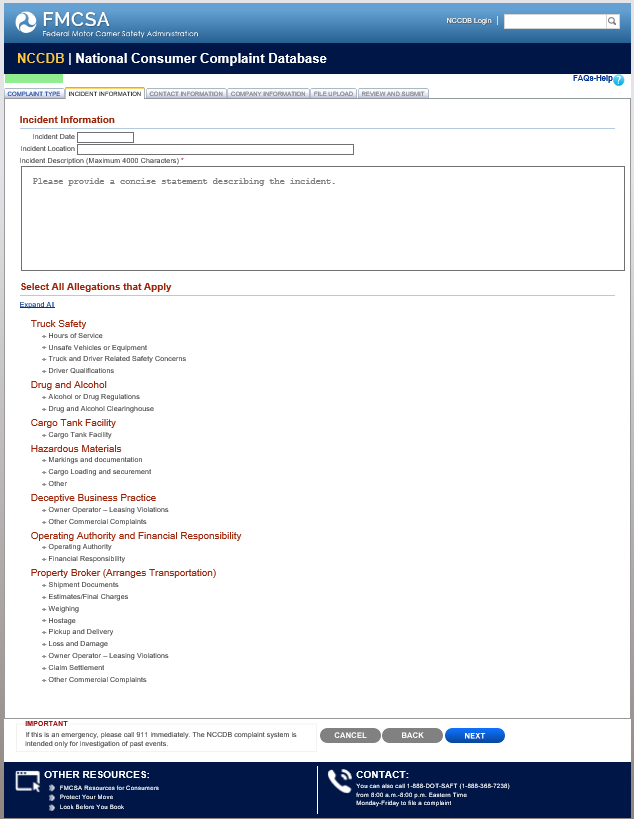 FMCSA
Federal Motor Carrier Safety Administration
NCCDB Login
NCCDB | National Consumer Complaint Database
FAQs-Help ?
COMPLAINT TYPE INCIDENT INFORMATION CONTACT INFORMATION COMPANY INFORMATION FILE UPLOAD REVIEW AND SUBMIT
Incident Information
Incident Date
Incident Location
Incident Description (Maximum 4000 Characters) *
Please provide a concise statement describing the incident.
Select All Allegations that Apply
Expand All
Truck Safety
Hours of Service
Unsafe Vehicles or Equipment
Truck and Driver Related Safety Concerns
Driver Qualifications
Drug and Alcohol
Alcohol or Drug Regulations
Drug and Alcohol Clearinghouse
Cargo Tank Facility
Cargo Tank Facility
Hazardous Materials
Markings and documentation
Cargo Loading and securement
Other
Deceptive Business Practice
Owner Operator – Leasing Violations
Other Commercial Complaints
Operating Authority and Financial Responsibility
Operating Authority
Financial Responsibility
Property Broker (Arranges Transportation)
Shipment Documents
Estimates/Final Charges
Weighing
Hostage
Pickup and Delivery
Loss and Damage
Owner Operator – Leasing Violations
Claim Settlement
Other Commercial Complaints
IMPORTANT
If this is an emergency, please call 911 immediately. The NCCDB complaint system is
intended only for investigation of past events.
CANCEL BACK NEXT
OTHER RESOURCES:
FMCSA Resources for Consumers
Protect Your Move
Look Before You Book
CONTACT:
You can also call 1-888-DOT-SAFT (1-888-368-7238)
from 8:00 a.m.-8:00 p.m. Eastern Time
Monday-Friday to file a complaint